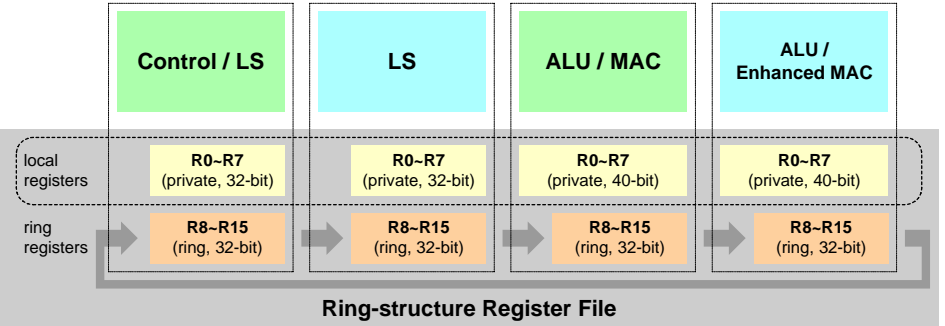 Control / LS
LS
ALU / MAC
ALU /
Enhanced MAC
local
registers
R0~R7
(private, 32-bit)
R0~R7
(private, 32-bit)
R0~R7
(private, 40-bit)
R0~R7
(private, 40-bit)
ring
registers
R8~R15
(ring, 32-bit)
R8~R15
(ring, 32-bit)
R8~R15
(ring, 32-bit)
R8~R15
(ring, 32-bit)
Ring-structure Register File